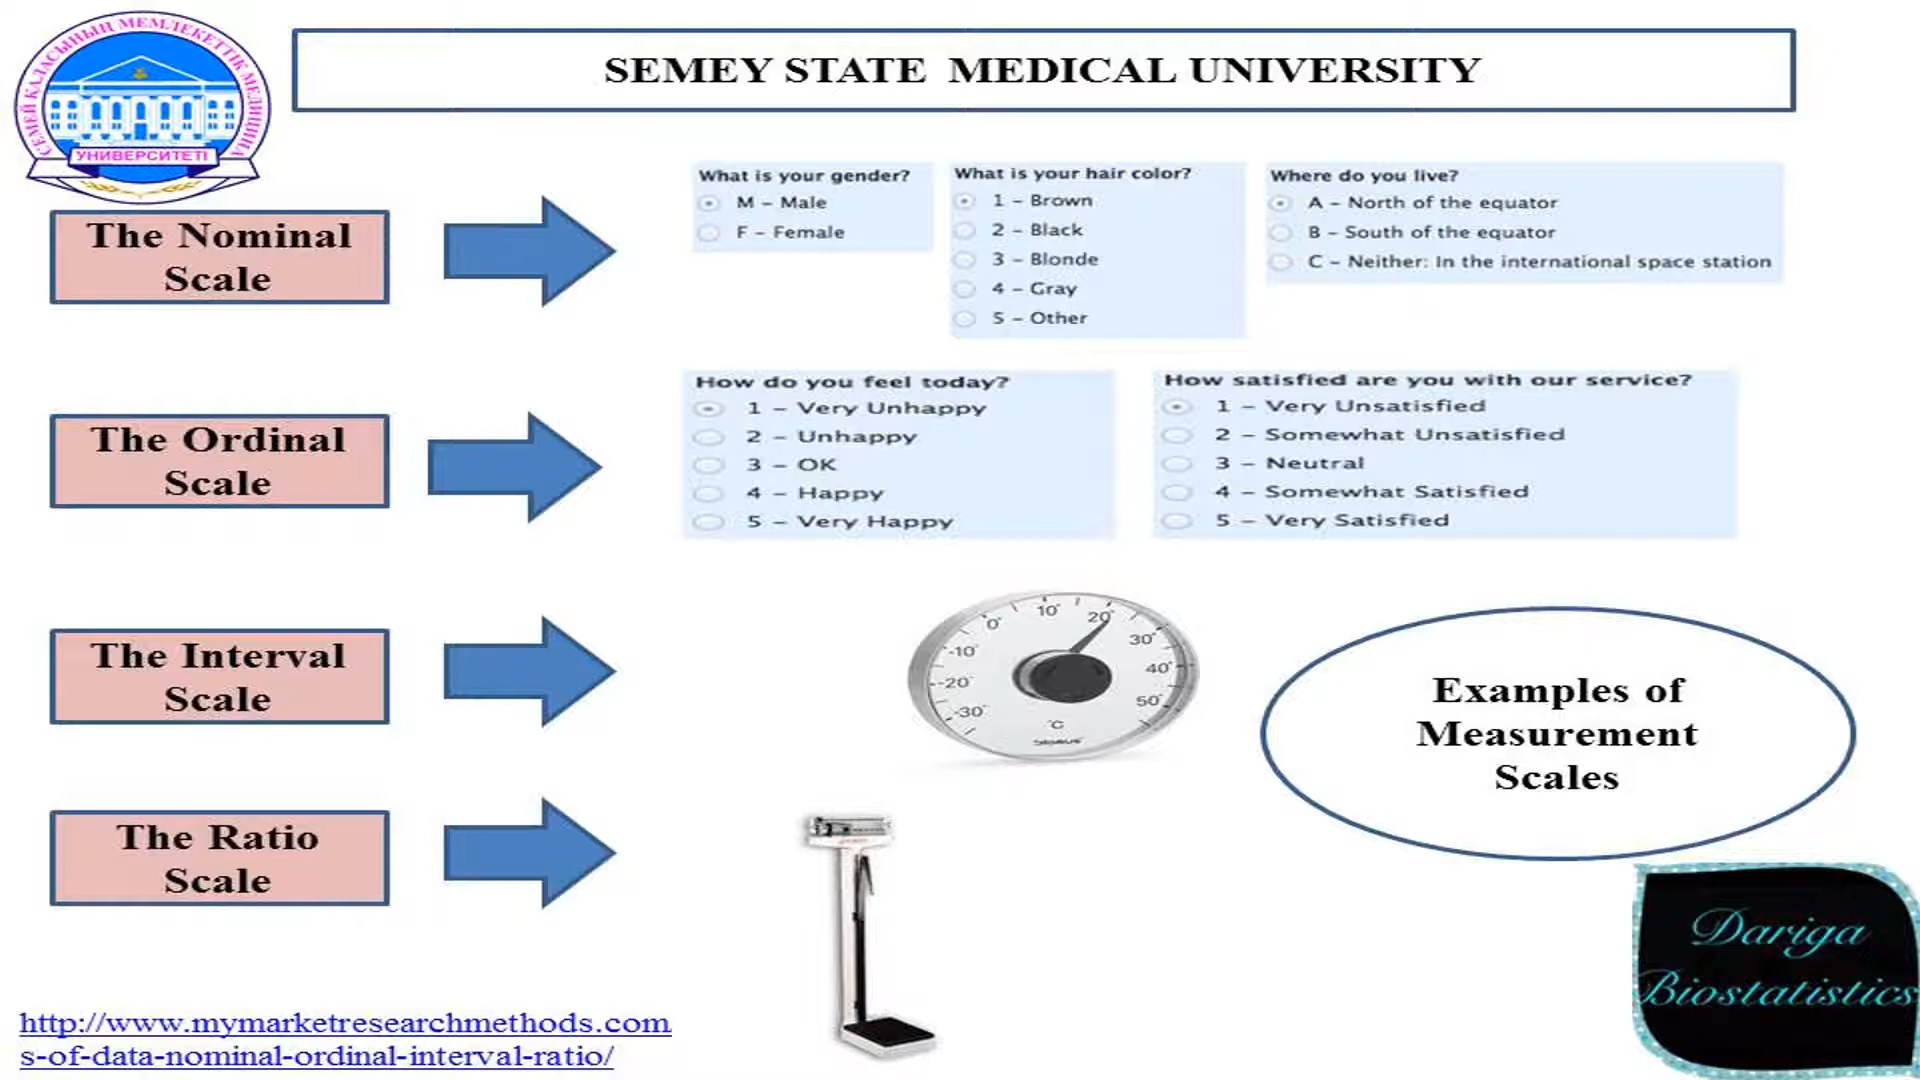 СЕМЕЙ ҚАЛАСЫНЫҢ МЕМЛЕКЕТТІК МЕДИЦИНА
УНИВЕРСИТЕТІ
SEMEY STATE MEDICAL UNIVERSITY
The Nominal
Scale
What is your gender?
M – Male
F – Female
What is your hair color?
1 – Brown
2 – Black
3 – Blonde
4 – Gray
5 – Other
Where do you live?
A – North of the equator
B – South of the equator
C – Neither: In the international space station
The Ordinal
Scale
How do you feel today?
1 – Very Unhappy
2 – Unhappy
3 – OK
4 – Happy
5 – Very Happy
How satisfied are you with our service?
1 – Very Unsatisfied
2 – Somewhat Unsatisfied
3 – Neutral
4 – Somewhat Satisfied
5 – Very Satisfied
The Interval
Scale
-30°
-20°
-10°
0°
10°
20°
30°
40°
50°
°C
Examples of
Measurement
Scales
The Ratio
Scale
http://www.mymarketresearchmethods.com
s-of-data-nominal-ordinal-interval-ratio/
Dariga
Biostatistics